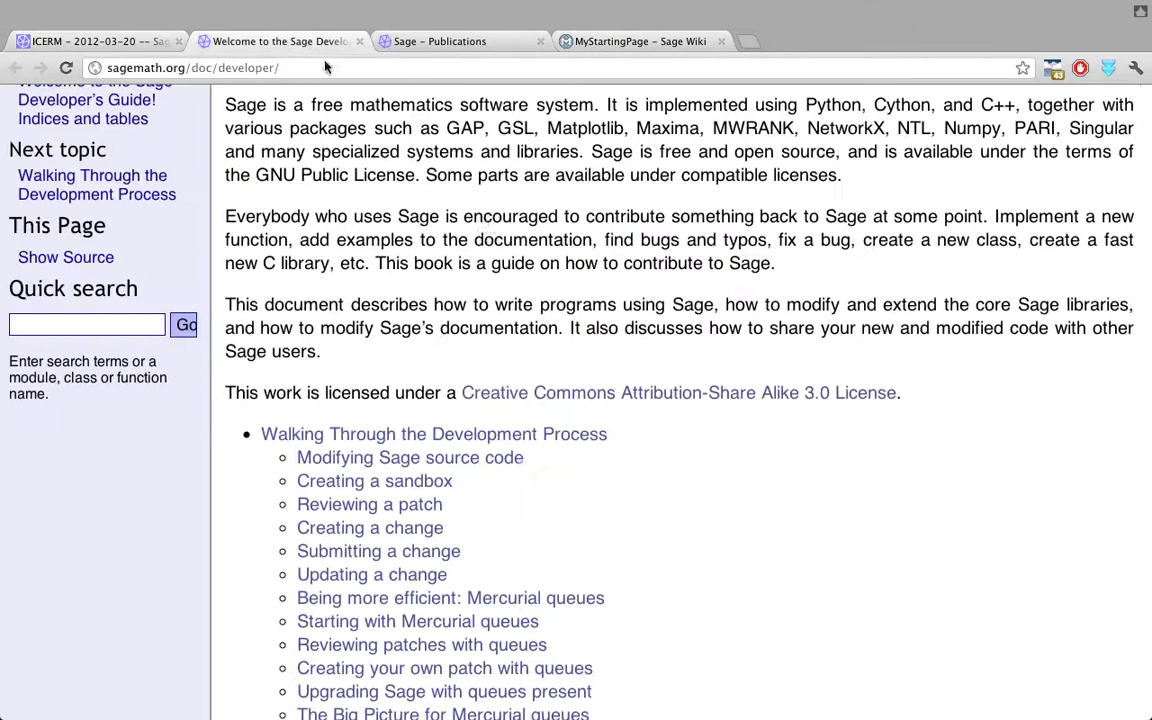 ICERM - 2012-03-20 -- Sag
Welcome to the Sage Develo
Sage - Publications
MyStartingPage - Sage Wiki
sagemath.org/doc/developer/
43
Welcome to the Sage
Developer's Guide!
Indices and tables
Next topic
Walking Through the
Development Process
This Page
Show Source
Quick search
Go
Enter search terms or a
module, class or function
name.
Sage is a free mathematics software system. It is implemented using Python, Cython, and C++, together with
various packages such as GAP, GSL, Matplotlib, Maxima, MWRANK, NetworkX, NTL, Numpy, PARI, Singular
and many specialized systems and libraries. Sage is free and open source, and is available under the terms of
the GNU Public License. Some parts are available under compatible licenses.
Everybody who uses Sage is encouraged to contribute something back to Sage at some point. Implement a new
function, add examples to the documentation, find bugs and typos, fix a bug, create a new class, create a fast
new C library, etc. This book is a guide on how to contribute to Sage.
This document describes how to write programs using Sage, how to modify and extend the core Sage libraries,
and how to modify Sage's documentation. It also discusses how to share your new and modified code with other
Sage users.
This work is licensed under a Creative Commons Attribution-Share Alike 3.0 License.
Walking Through the Development Process
Modifying Sage source code
Creating a sandbox
Reviewing a patch
Creating a change
Submitting a change
Updating a change
Being more efficient: Mercurial queues
Starting with Mercurial queues
Reviewing patches with queues
Creating your own patch with queues
Upgrading Sage with queues present
The Big Picture for Mercurial queues